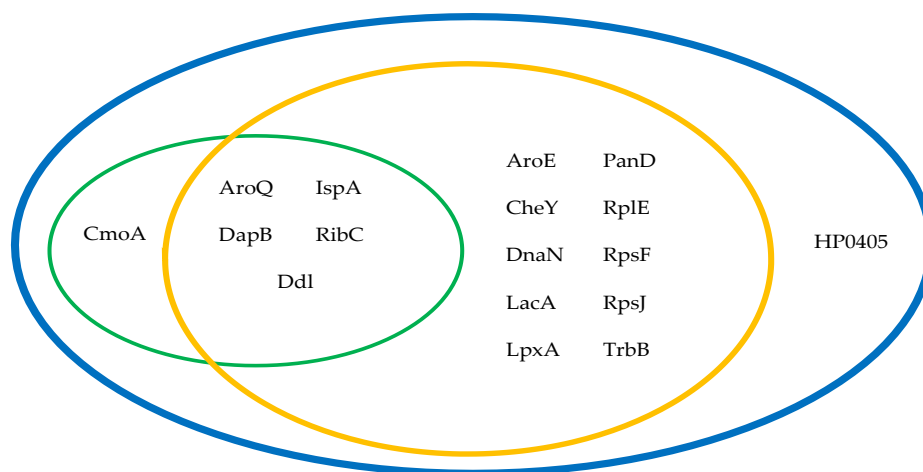 CmoA
AroQ IspA
DapB RibC
Ddl
AroE PanD
CheY RplE
DnaN RpsF
LacA RpsJ
LpxA TrbB
HP0405